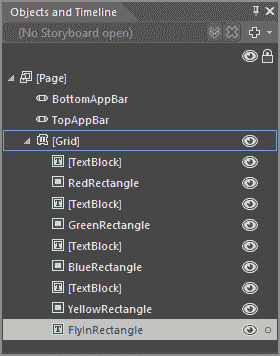 Objects and Timeline
(No Storyboard open)
[Page]
BottomAppBar
TopAppBar
[Grid]
[TextBlock]
RedRectangle
[TextBlock]
GreenRectangle
[TextBlock]
BlueRectangle
[TextBlock]
YellowRectangle
FlyInRectangle